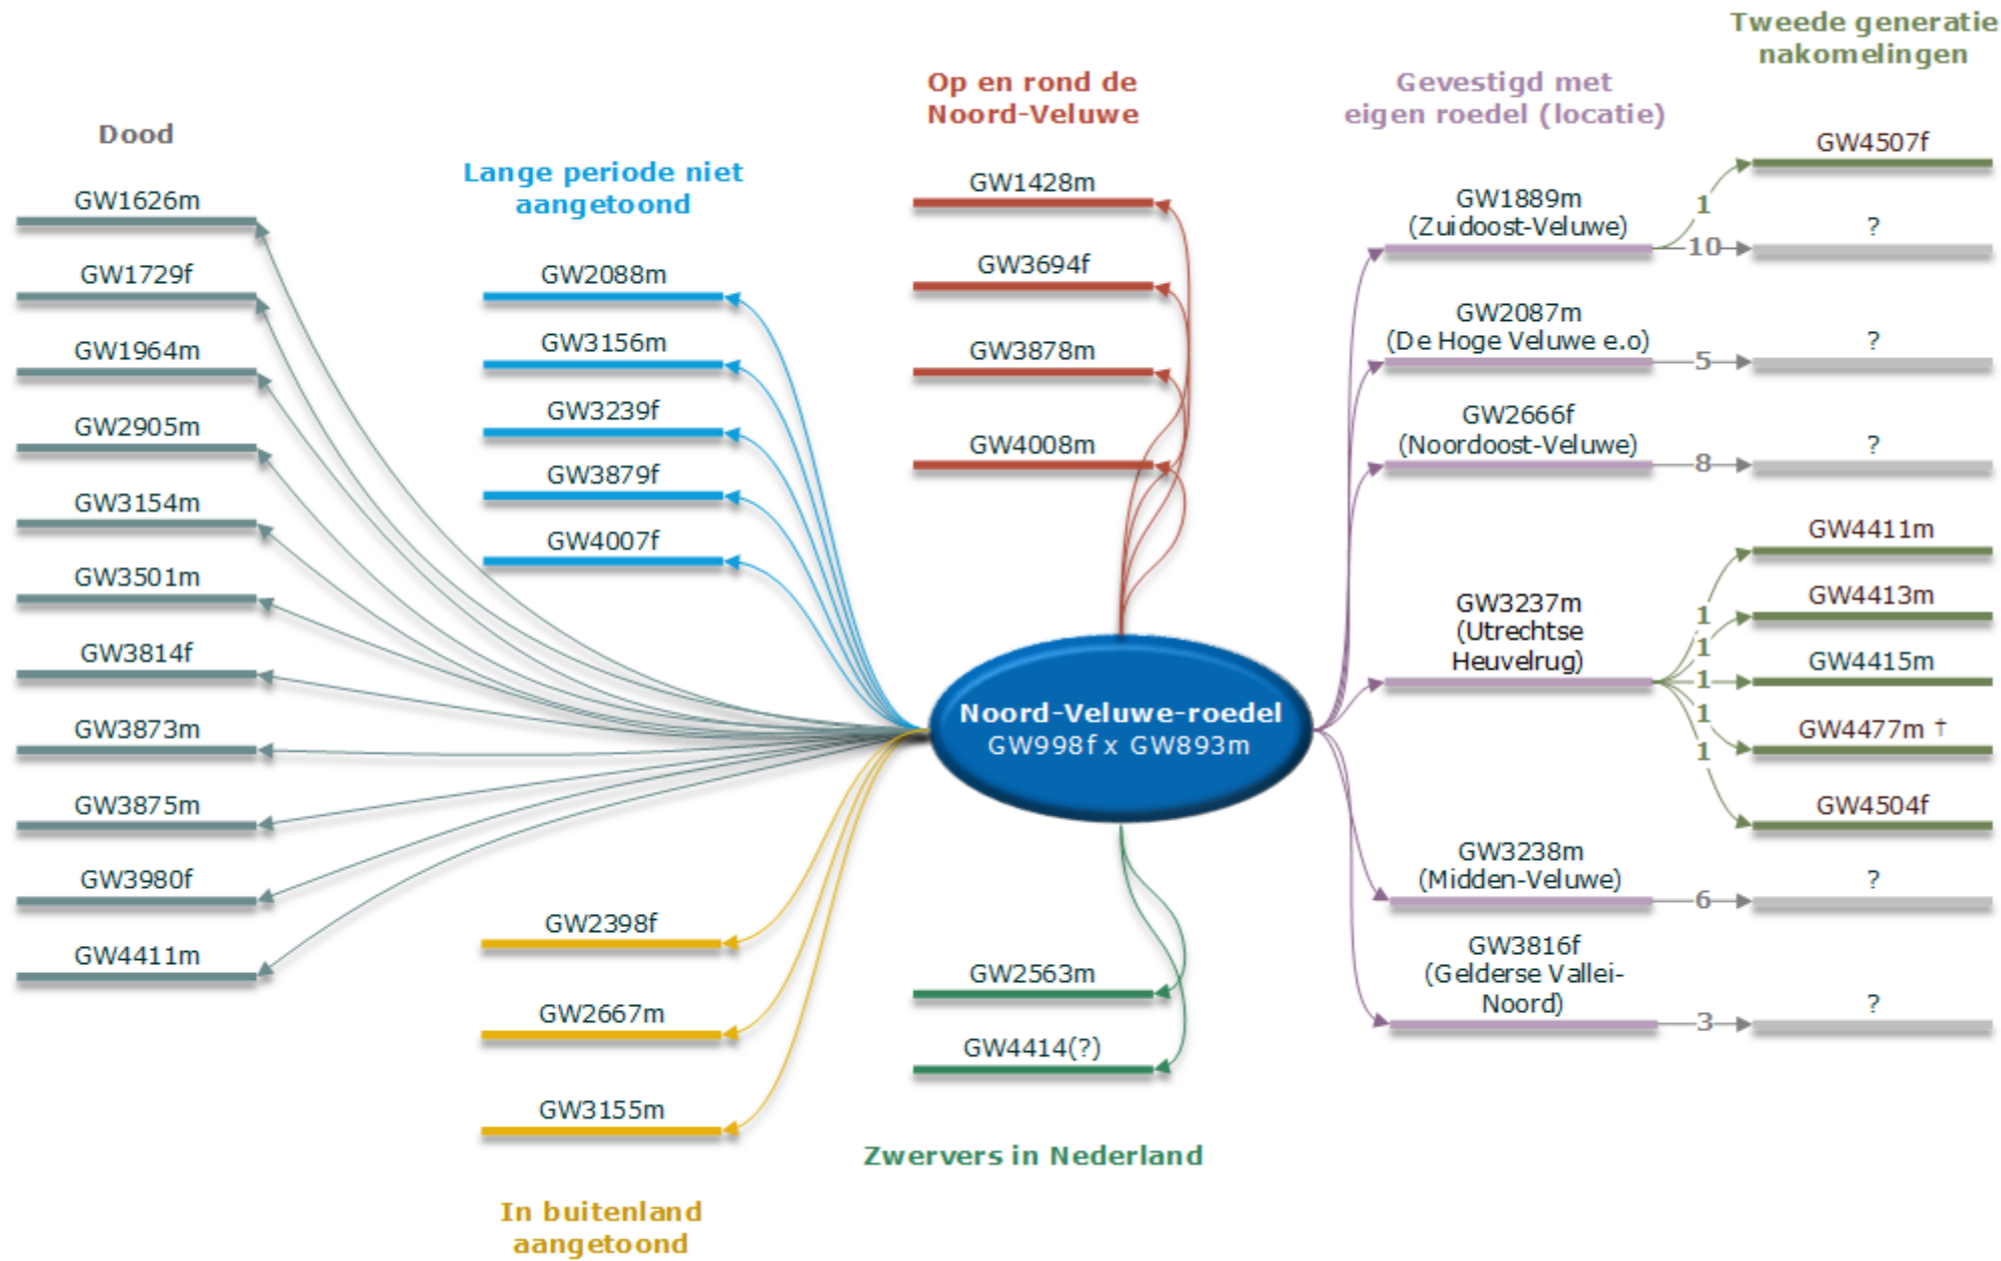 Dood
GW1626m
GW1729f
GW1964m
GW2905m
GW3154m
GW3501m
GW3814f
GW3873m
GW3875m
GW3980f
GW4411m
Lange periode niet
aangetoond
GW2088m
GW3156m
GW3239f
GW3879f
GW4007f
GW2398f
GW2667m
GW3155m
In buitenland
aangetoond
Op en rond de
Noord-Veluwe
GW1428m
GW3694f
GW3878m
GW4008m
Noord-Veluwe-roedel
GW998f x GW893m
GW2563m
GW4414(?)
Zwervers in Nederland
Gevestigd met
eigen roedel (locatie)
GW1889m
(Zuidoost-Veluwe)
GW2087m
(De Hoge Veluwe e.o)
GW2666f
(Noordoost-Veluwe)
GW3237m
(Utrechtse
Heuvelrug)
GW3238m
(Midden-Veluwe)
GW3816f
(Gelderse Vallei-
Noord)
1
10
5
8
1
1
1
1
1
6
3
Tweede generatie
nakomelingen
GW4507f
?
?
?
GW4411m
GW4413m
GW4415m
GW4477m †
GW4504f
?
?